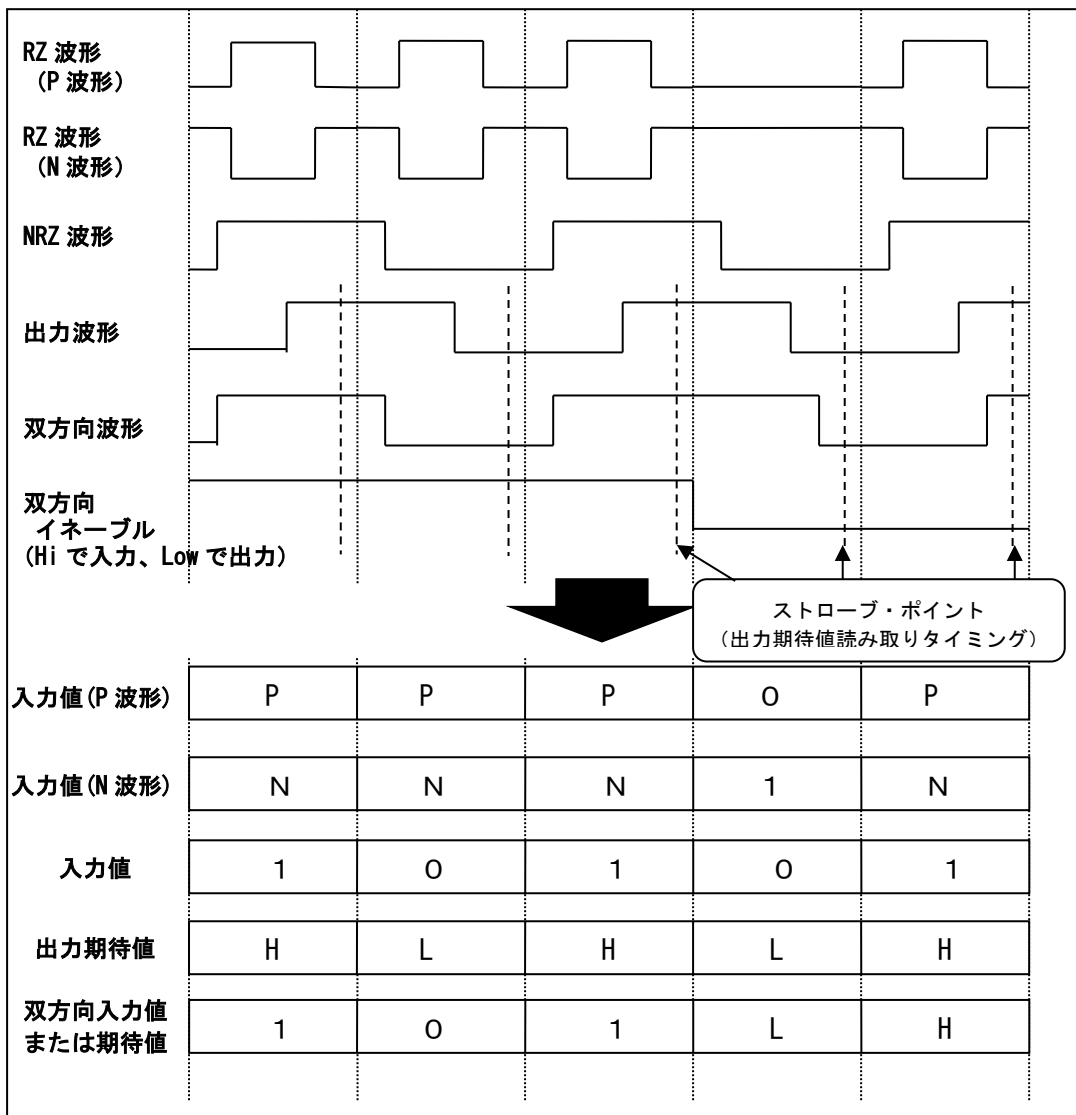 RZ 波形
(P 波形)
RZ 波形
(N 波形)
NRZ 波形
出力波形
双方向波形
双方向
イネーブル
(Hi で入力、Low で出力)
ストローブ・ポイント
(出力期待値読み取りタイミング)
入力値(P 波形) P P P 0 P
入力値(N 波形) N N N 1 N
入力値 1 0 1 0 1
出力期待値 H L H L H
双方向入力値
または期待値 1 0 1 L H